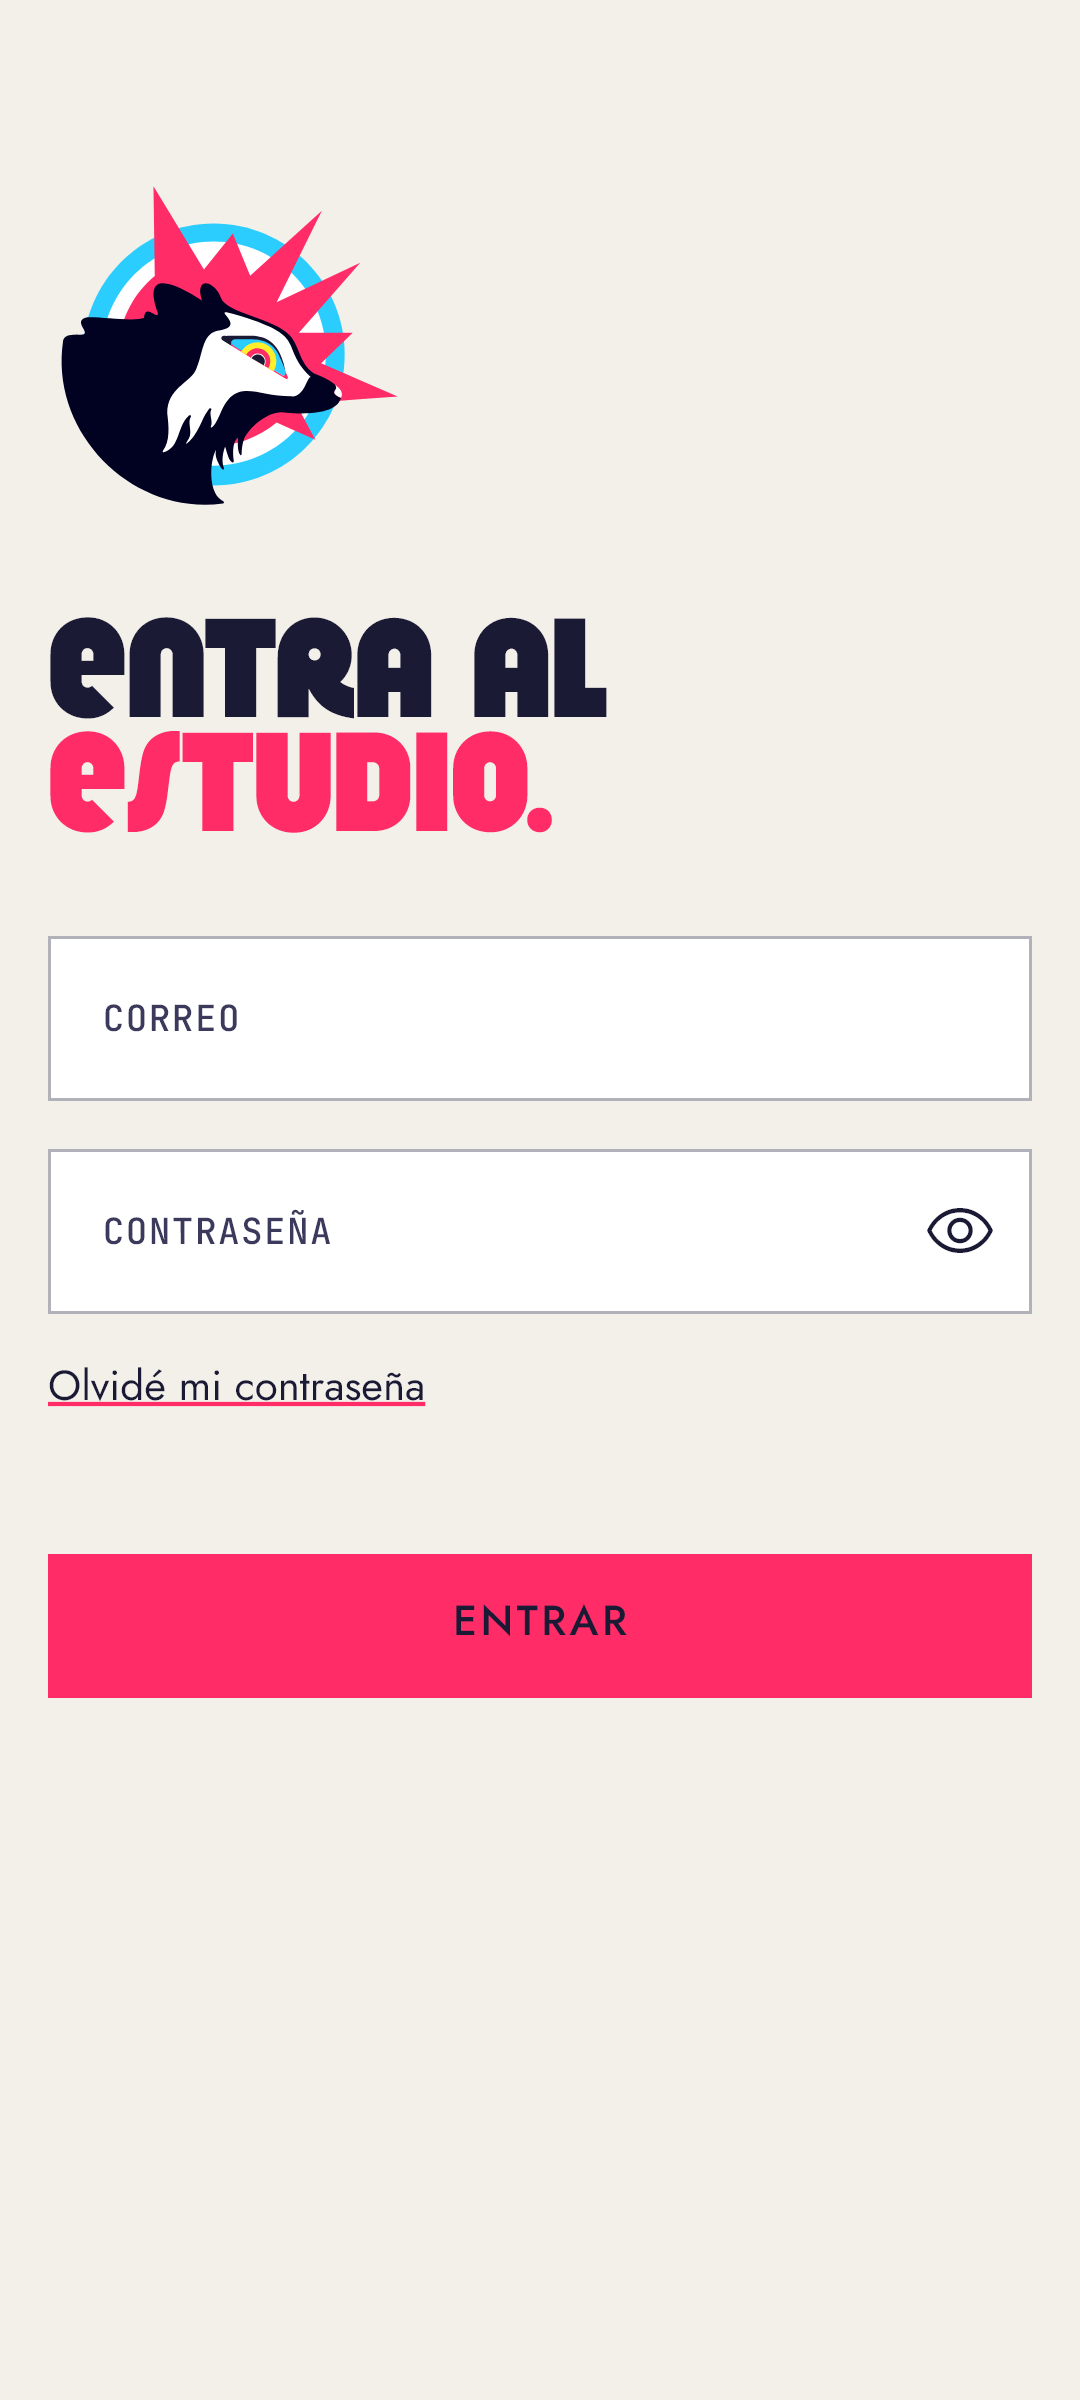 ENTRA AL
ESTUDIO.
CORREO
CONTRASEÑA
Olvidé mi contraseña
ENTRAR